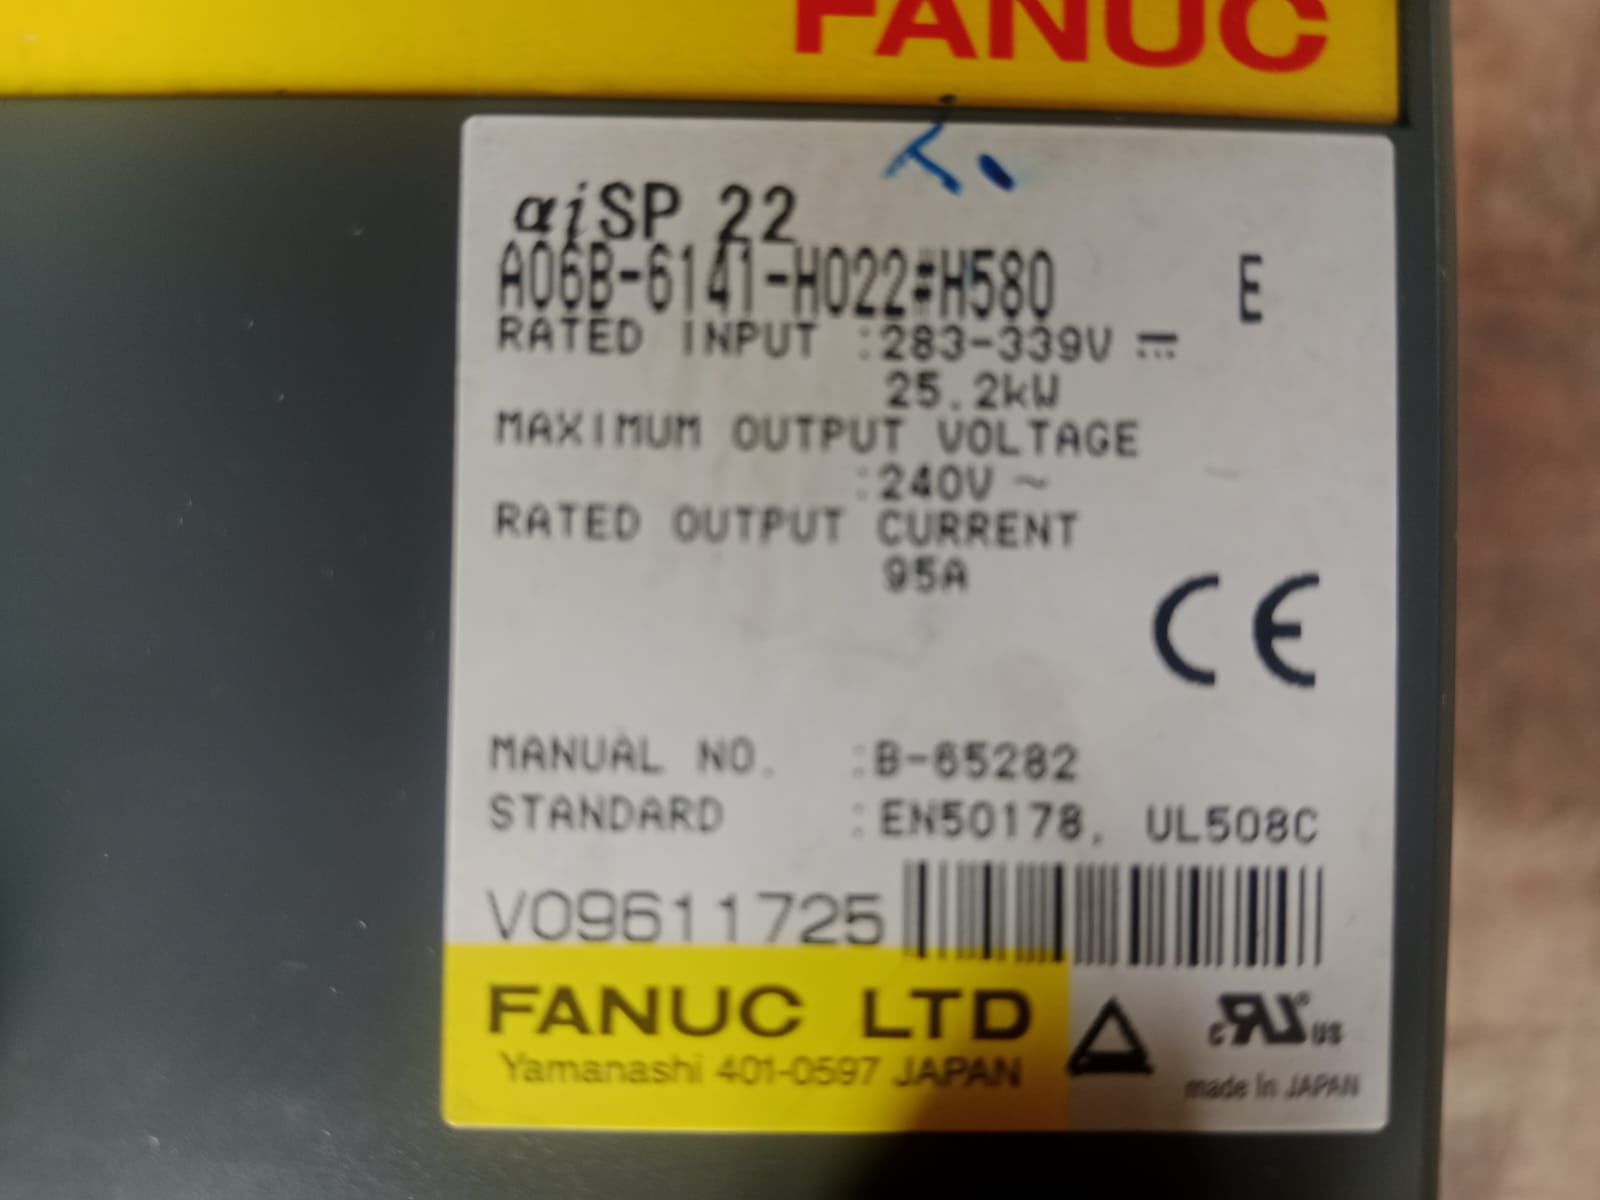 FANUC
αiSP 22
A06B-6141-H022#H580 E
RATED INPUT :283-339V ⎓
25.2kW
MAXIMUM OUTPUT VOLTAGE
:240V ~
RATED OUTPUT CURRENT
95A
CE
MANUAL NO. :B-65282
STANDARD :EN50178, UL508C
V09611725
FANUC LTD
Yamanashi 401-0597 JAPAN
c RU us
made in JAPAN